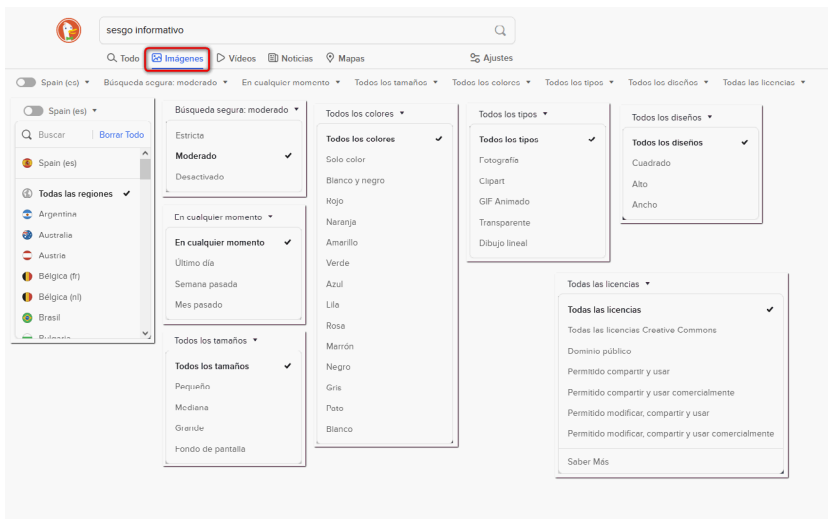 sesgo informativo
Todo Imágenes Vídeos Noticias Mapas Ajustes
Spain (es) Búsqueda segura: moderado En cualquier momento Todos los tamaños Todos los colores Todos los tipos Todos los diseños Todas las licencias
Spain (es)
Buscar Borrar Todo
Spain (es)
Todas las regiones
Argentina
Australia
Austria
Bélgica (fr)
Bélgica (nl)
Brasil
Bulgaria
Búsqueda segura: moderado
Estricta
Moderado
Desactivado
En cualquier momento
En cualquier momento
Último día
Semana pasada
Mes pasado
Todos los tamaños
Todos los tamaños
Pequeño
Mediana
Grande
Fondo de pantalla
Todos los colores
Todos los colores
Solo color
Blanco y negro
Rojo
Naranja
Amarillo
Verde
Azul
Lila
Rosa
Marrón
Negro
Gris
Pato
Blanco
Todos los tipos
Todos los tipos
Fotografía
Clipart
GIF Animado
Transparente
Dibujo lineal
Todos los diseños
Todos los diseños
Cuadrado
Alto
Ancho
Todas las licencias
Todas las licencias
Todas las licencias Creative Commons
Dominio público
Permitido compartir y usar
Permitido compartir y usar comercialmente
Permitido modificar, compartir y usar
Permitido modificar, compartir y usar comercialmente
Saber Más